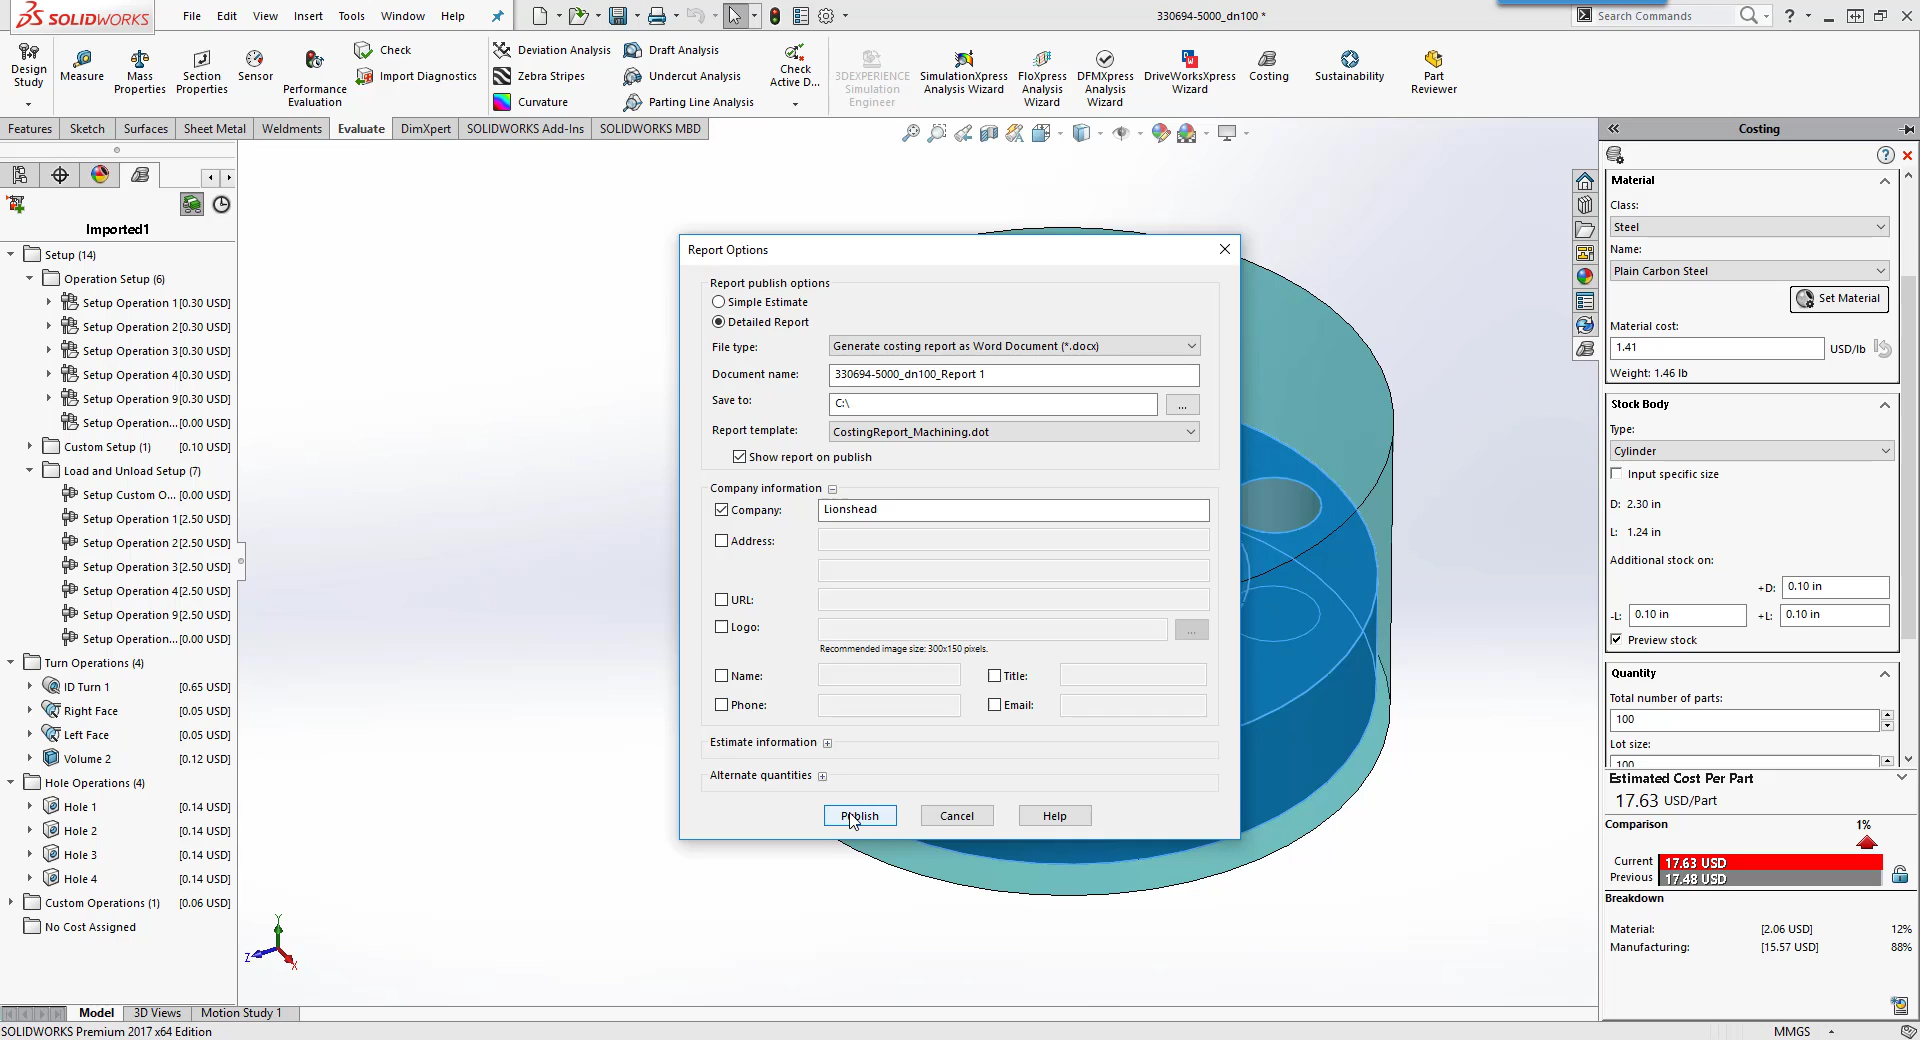 SOLIDWORKS File Edit View Insert Tools Window Help 330694-5000_dn100 * Search Commands ?
Design Study
Measure
Mass Properties
Section Properties
Sensor
Performance Evaluation
Check
Import Diagnostics
Deviation Analysis
Zebra Stripes
Curvature
Draft Analysis
Undercut Analysis
Parting Line Analysis
Check Active D...
3DEXPERIENCE Simulation Engineer
SimulationXpress Analysis Wizard
FloXpress Analysis Wizard
DFMXpress Analysis Wizard
DriveWorksXpress Wizard
Costing
Sustainability
Part Reviewer
Features Sketch Surfaces Sheet Metal Weldments Evaluate DimXpert SOLIDWORKS Add-Ins SOLIDWORKS MBD
Imported1
Setup (14)
Operation Setup (6)
Setup Operation 1[0.30 USD]
Setup Operation 2[0.30 USD]
Setup Operation 3[0.30 USD]
Setup Operation 4[0.30 USD]
Setup Operation 9[0.30 USD]
Setup Operation...[0.00 USD]
Custom Setup (1) [0.10 USD]
Load and Unload Setup (7)
Setup Custom O... [0.00 USD]
Setup Operation 1[2.50 USD]
Setup Operation 2[2.50 USD]
Setup Operation 3[2.50 USD]
Setup Operation 4[2.50 USD]
Setup Operation 9[2.50 USD]
Setup Operation...[0.00 USD]
Turn Operations (4)
ID Turn 1 [0.65 USD]
Right Face [0.05 USD]
Left Face [0.05 USD]
Volume 2 [0.12 USD]
Hole Operations (4)
Hole 1 [0.14 USD]
Hole 2 [0.14 USD]
Hole 3 [0.14 USD]
Hole 4 [0.14 USD]
Custom Operations (1) [0.06 USD]
No Cost Assigned
Y
Z
X
Report Options
Report publish options
Simple Estimate
Detailed Report
File type: Generate costing report as Word Document (*.docx)
Document name: 330694-5000_dn100_Report 1
Save to: C:\ ...
Report template: CostingReport_Machining.dot
Show report on publish
Company information
Company: Lionshead
Address:
URL:
Logo: ...
Recommended image size: 300x150 pixels.
Name: Title:
Phone: Email:
Estimate information
Alternate quantities
Publish Cancel Help
Costing
?
Material
Class:
Steel
Name:
Plain Carbon Steel
Set Material
Material cost:
1.41 USD/lb
Weight: 1.46 lb
Stock Body
Type:
Cylinder
Input specific size
D: 2.30 in
L: 1.24 in
Additional stock on:
+D: 0.10 in
-L: 0.10 in +L: 0.10 in
Preview stock
Quantity
Total number of parts:
100
Lot size:
100
Estimated Cost Per Part
17.63 USD/Part
Comparison 1%
Current 17.63 USD
Previous 17.48 USD
Breakdown
Material: [2.06 USD] 12%
Manufacturing: [15.57 USD] 88%
Model 3D Views Motion Study 1
SOLIDWORKS Premium 2017 x64 Edition MMGS